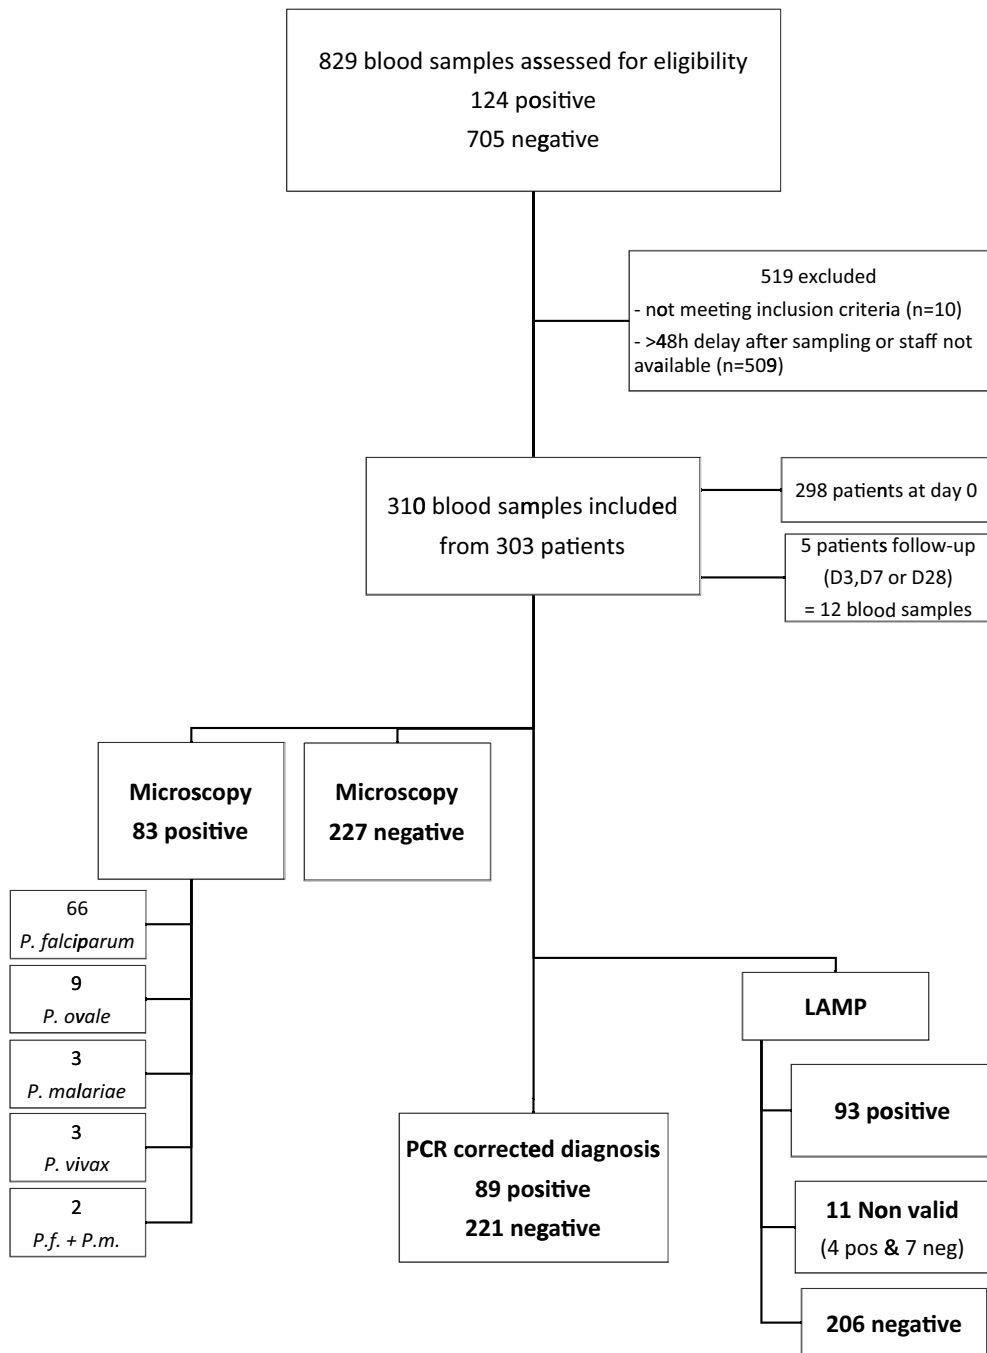 829 blood samples assessed for eligibility
124 positive
705 negative
519 excluded
- not meeting inclusion criteria (n=10)
- >48h delay after sampling or staff not
available (n=509)
310 blood samples included
from 303 patients
298 patients at day 0
5 patients follow-up
(D3,D7 or D28)
= 12 blood samples
Microscopy
83 positive
Microscopy
227 negative
66
P. falciparum
9
P. ovale
3
P. malariae
3
P. vivax
2
P.f. + P.m.
PCR corrected diagnosis
89 positive
221 negative
LAMP
93 positive
11 Non valid
(4 pos & 7 neg)
206 negative